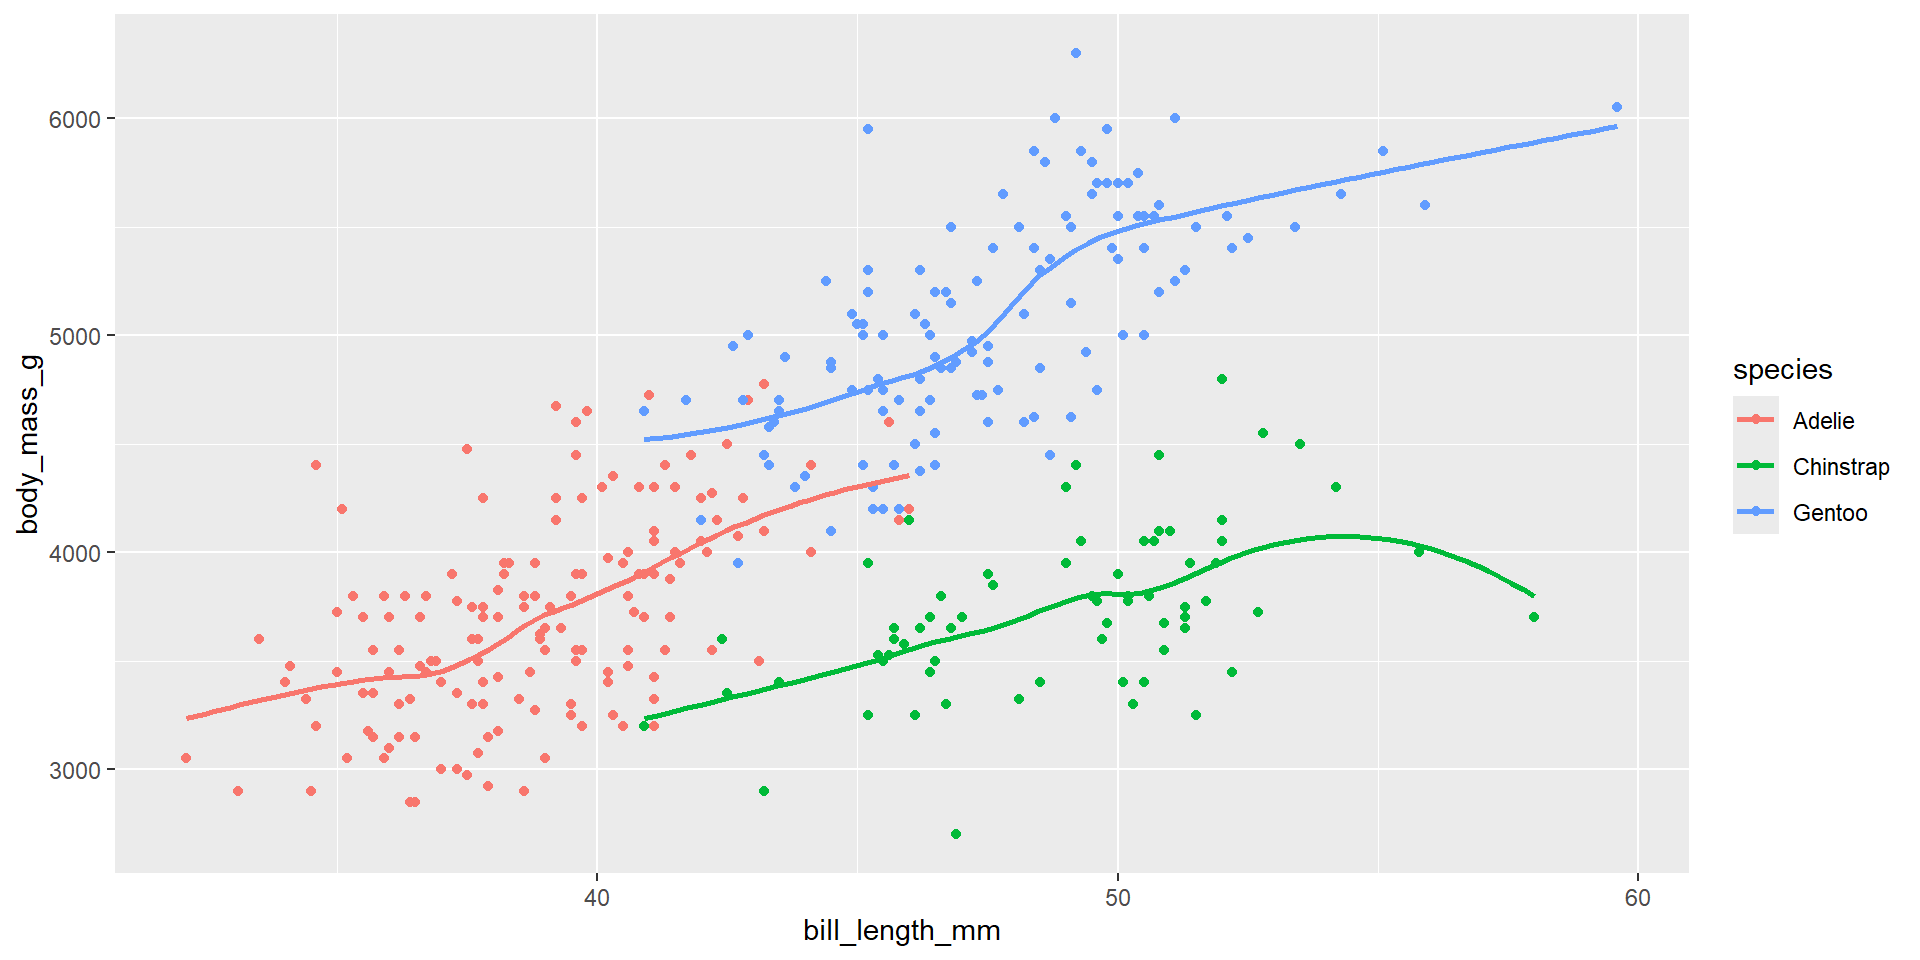 6000
5000
4000
3000
body_mass_g
40
50
60
bill_length_mm
species
Adelie
Chinstrap
Gentoo